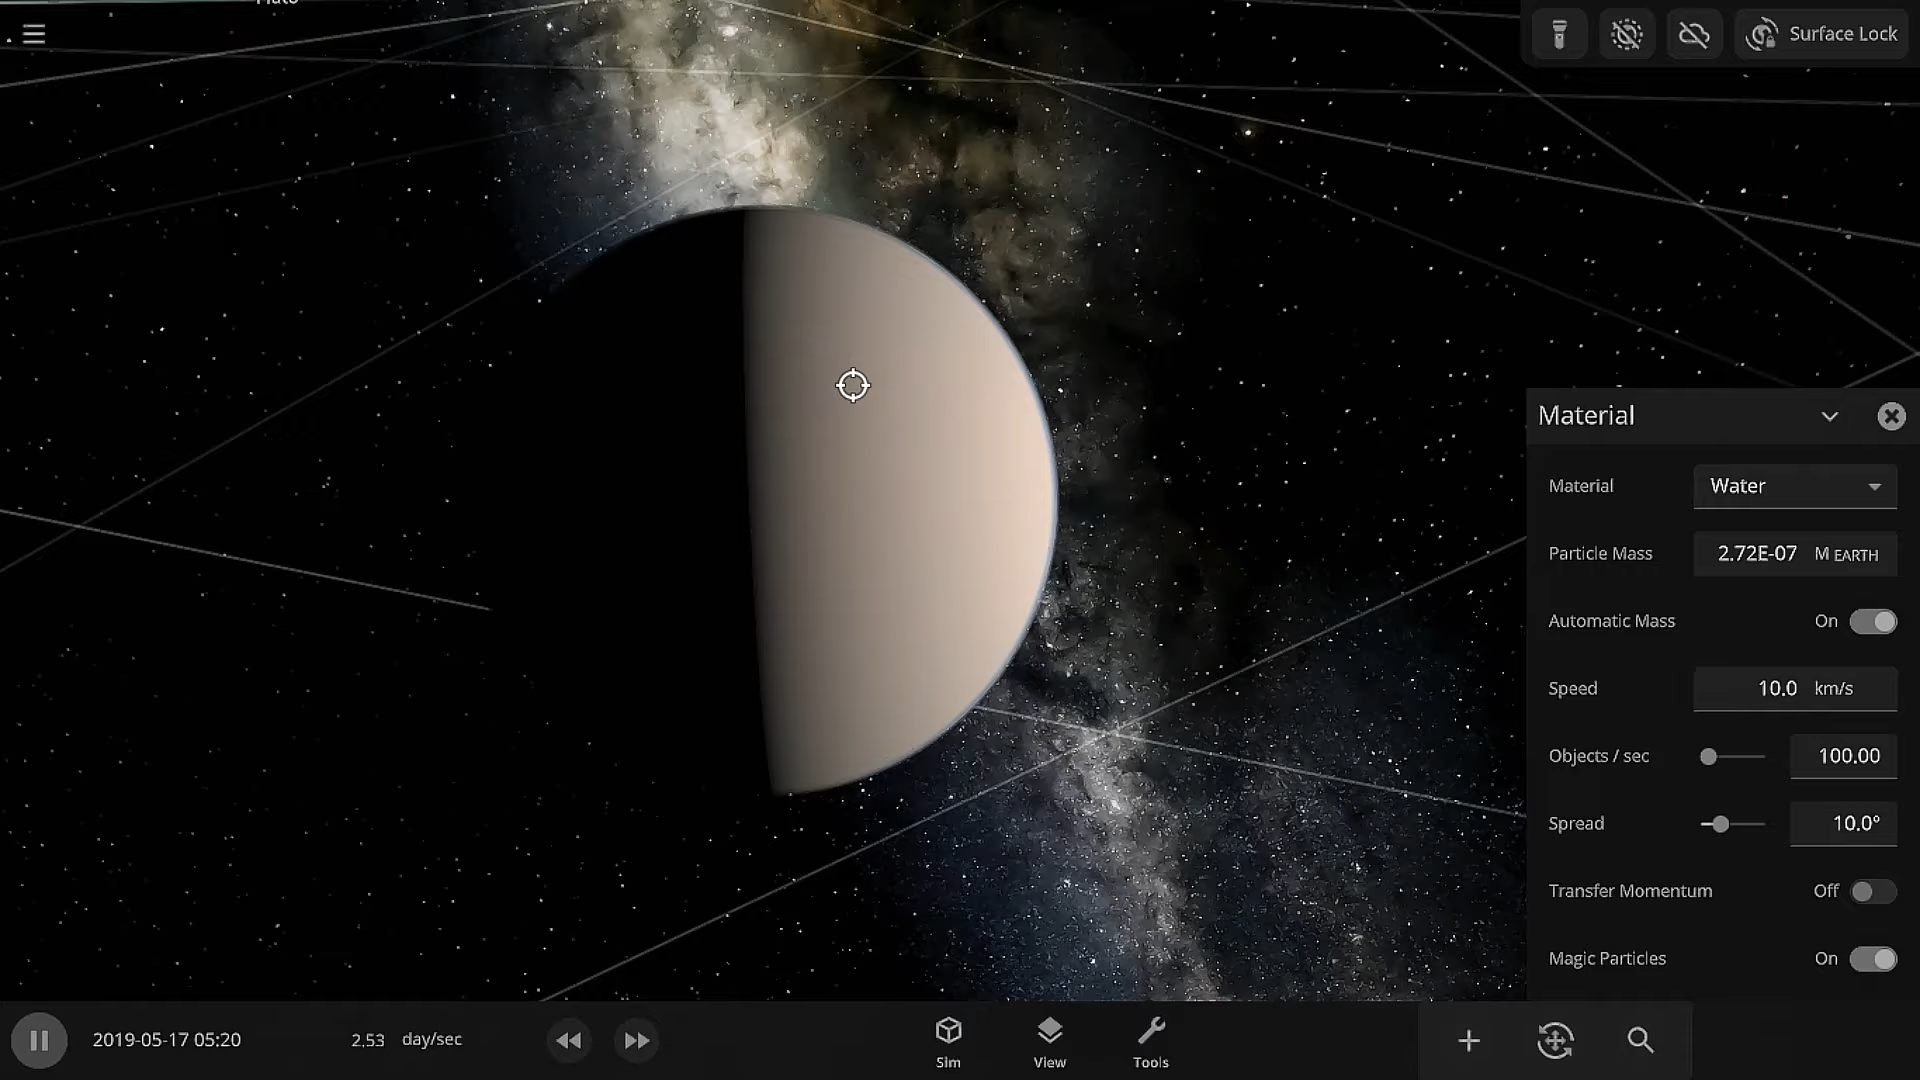 Surface Lock
Material
Material
Water
Particle Mass
2.72E-07 M EARTH
Automatic Mass
On
Speed
10.0 km/s
Objects / sec
100.00
Spread
10.0°
Transfer Momentum
Off
Magic Particles
On
2019-05-17 05:20
2.53 day/sec
Sim
View
Tools